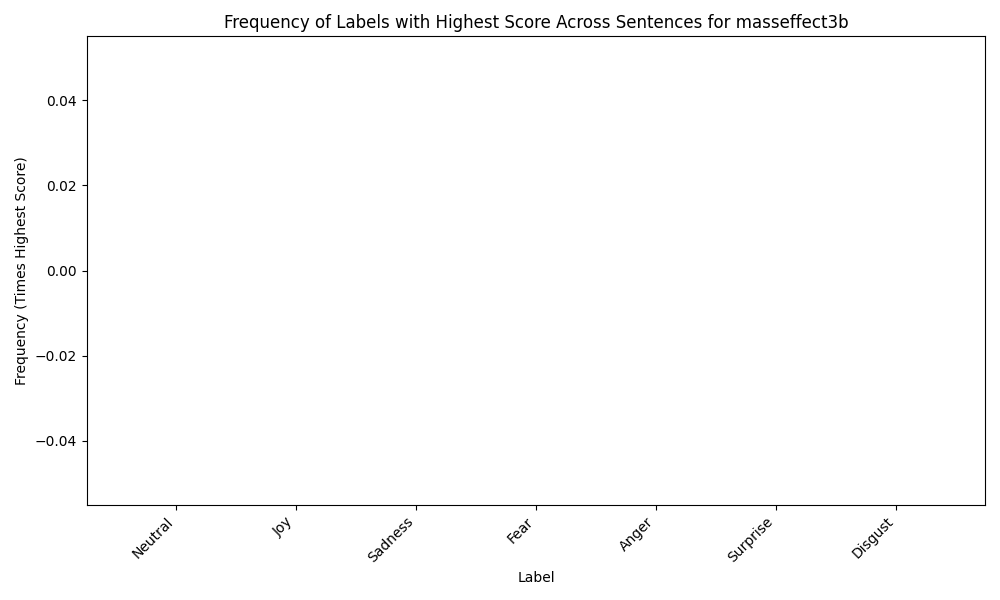 Frequency of Labels with Highest Score Across Sentences for masseffect3b
Frequency (Times Highest Score)
0.04
0.02
0.00
−0.02
−0.04
Neutral
Joy
Sadness
Fear
Anger
Surprise
Disgust
Label